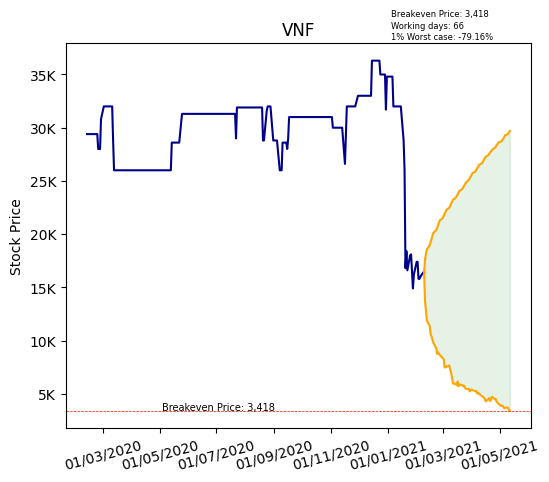 Breakeven Price: 3,418
Working days: 66
1% Worst case: -79.16%
VNF
Stock Price
35K
30K
25K
20K
15K
10K
5K
Breakeven Price: 3,418
01/03/2020
01/05/2020
01/07/2020
01/09/2020
01/11/2020
01/01/2021
01/03/2021
01/05/2021